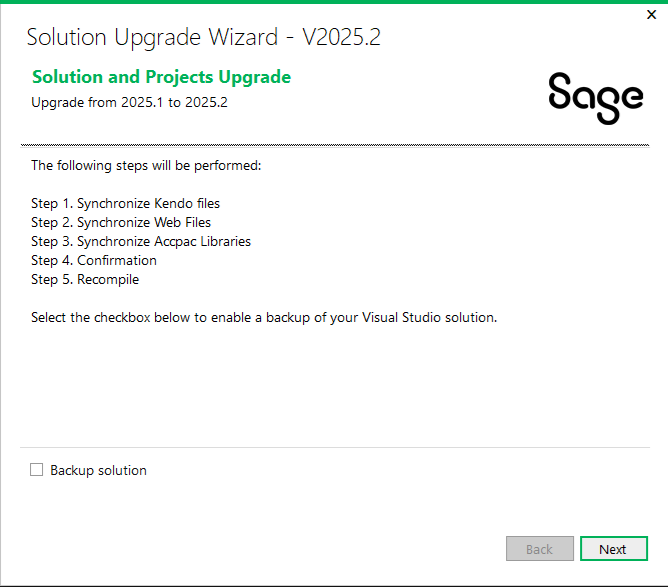 Solution Upgrade Wizard - V2025.2
Solution and Projects Upgrade
Upgrade from 2025.1 to 2025.2
Sage
The following steps will be performed:
Step 1. Synchronize Kendo files
Step 2. Synchronize Web Files
Step 3. Synchronize Accpac Libraries
Step 4. Confirmation
Step 5. Recompile
Select the checkbox below to enable a backup of your Visual Studio solution.
Backup solution
Back Next